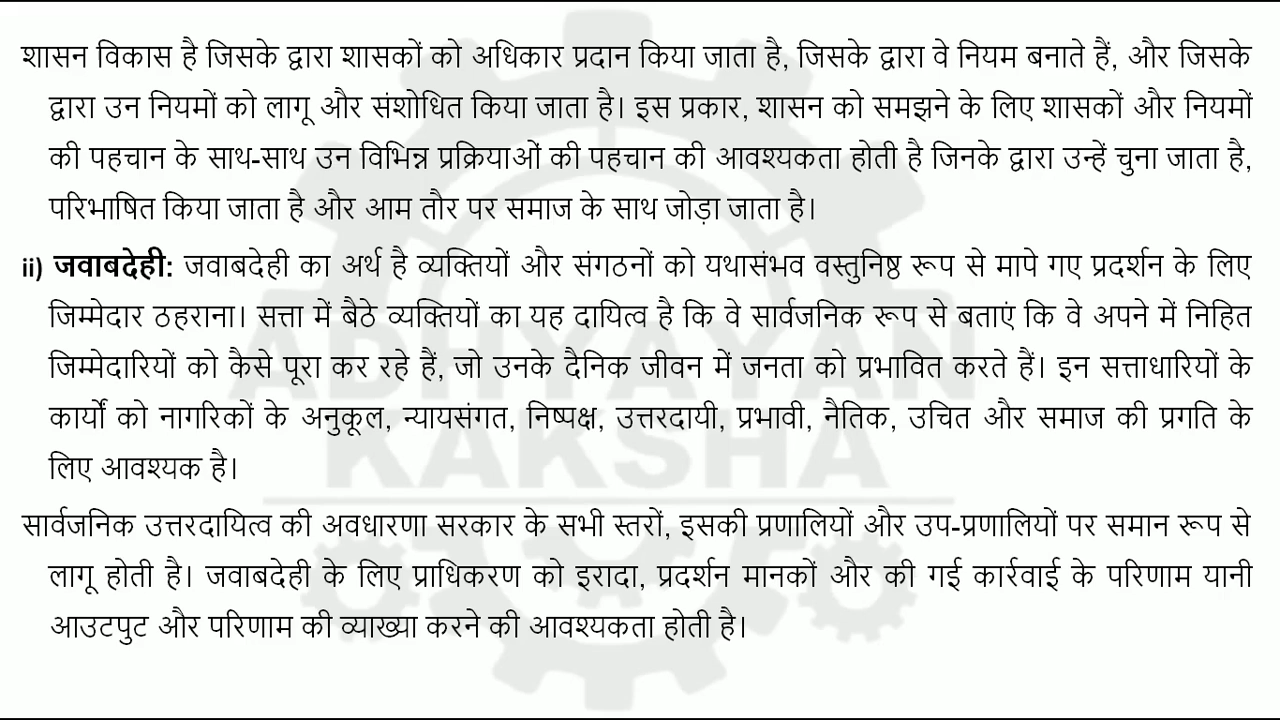 शासन विकास है जिसके द्वारा शासकों को अधिकार प्रदान किया जाता है, जिसके द्वारा वे नियम बनाते हैं, और जिसके
द्वारा उन नियमों को लागू और संशोधित किया जाता है। इस प्रकार, शासन को समझने के लिए शासकों और नियमों
की पहचान के साथ-साथ उन विभिन्न प्रक्रियाओं की पहचान की आवश्यकता होती है जिनके द्वारा उन्हें चुना जाता है,
परिभाषित किया जाता है और आम तौर पर समाज के साथ जोड़ा जाता है।
ii) जवाबदेही: जवाबदेही का अर्थ है व्यक्तियों और संगठनों को यथासंभव वस्तुनिष्ठ रूप से मापे गए प्रदर्शन के लिए
जिम्मेदार ठहराना। सत्ता में बैठे व्यक्तियों का यह दायित्व है कि वे सार्वजनिक रूप से बताएं कि वे अपने में निहित
जिम्मेदारियों को कैसे पूरा कर रहे हैं, जो उनके दैनिक जीवन में जनता को प्रभावित करते हैं। इन सत्ताधारियों के
कार्यों को नागरिकों के अनुकूल, न्यायसंगत, निष्पक्ष, उत्तरदायी, प्रभावी, नैतिक, उचित और समाज की प्रगति के
लिए आवश्यक है।
सार्वजनिक उत्तरदायित्व की अवधारणा सरकार के सभी स्तरों, इसकी प्रणालियों और उप-प्रणालियों पर समान रूप से
लागू होती है। जवाबदेही के लिए प्राधिकरण को इरादा, प्रदर्शन मानकों और की गई कार्रवाई के परिणाम यानी
आउटपुट और परिणाम की व्याख्या करने की आवश्यकता होती है।
ADHYAYAN
KAKSHA